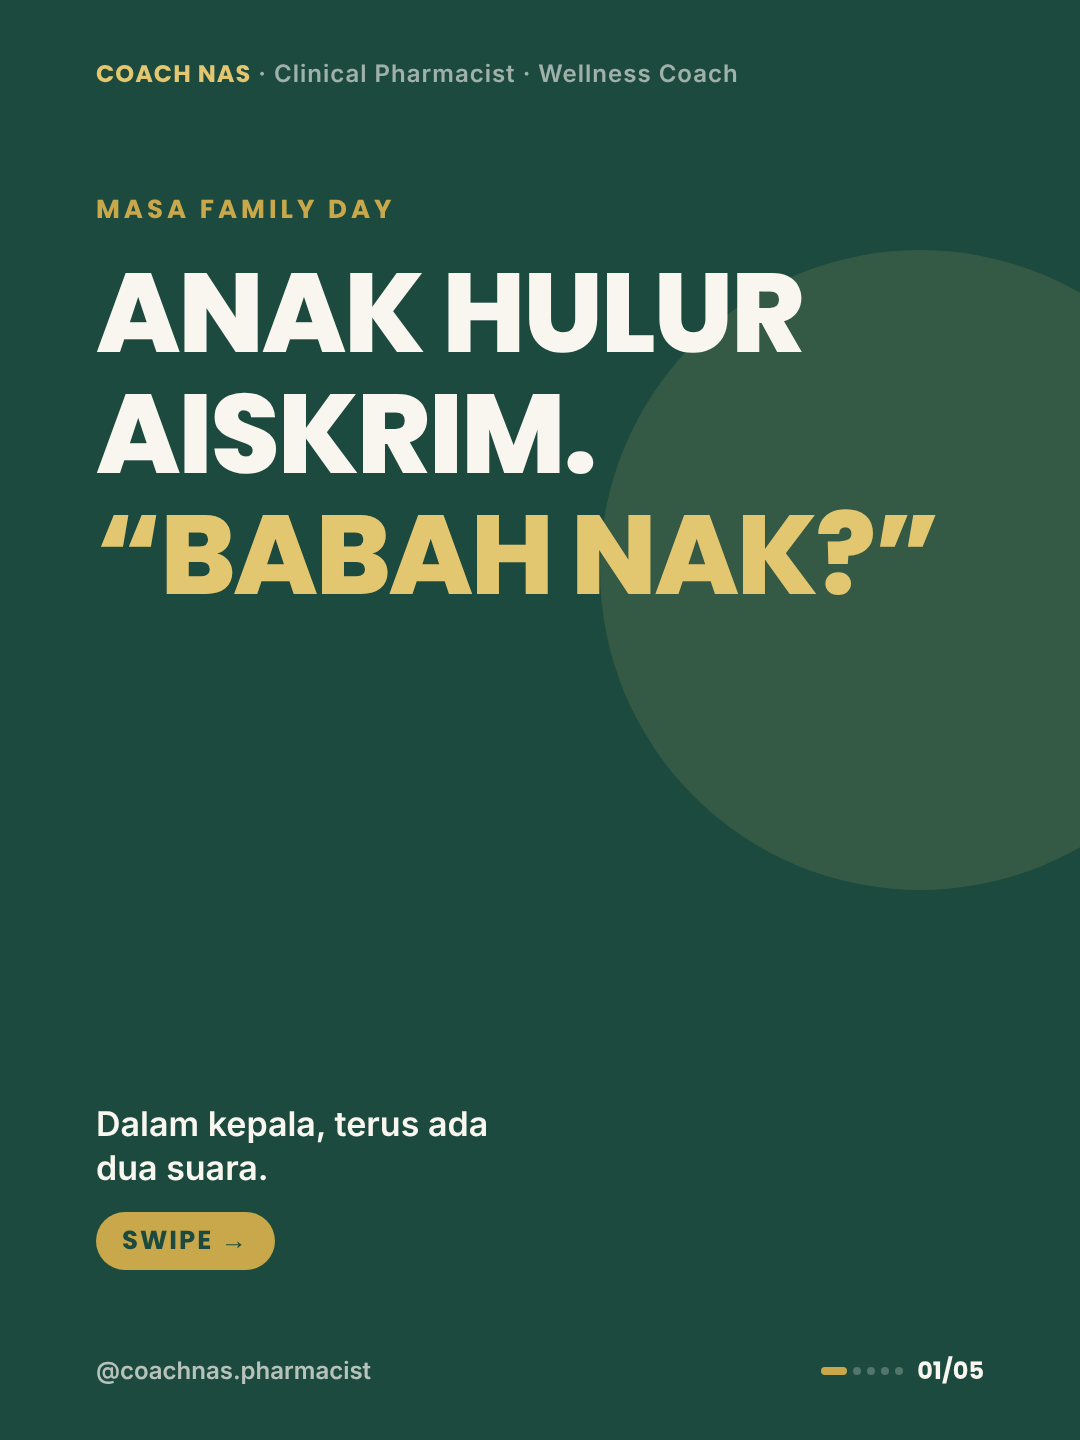 COACH NAS · Clinical Pharmacist · Wellness Coach
MASA FAMILY DAY
ANAK HULUR
AISKRIM.
“BABAH NAK?”
Dalam kepala, terus ada
dua suara.
SWIPE →
@coachnas.pharmacist
01/05